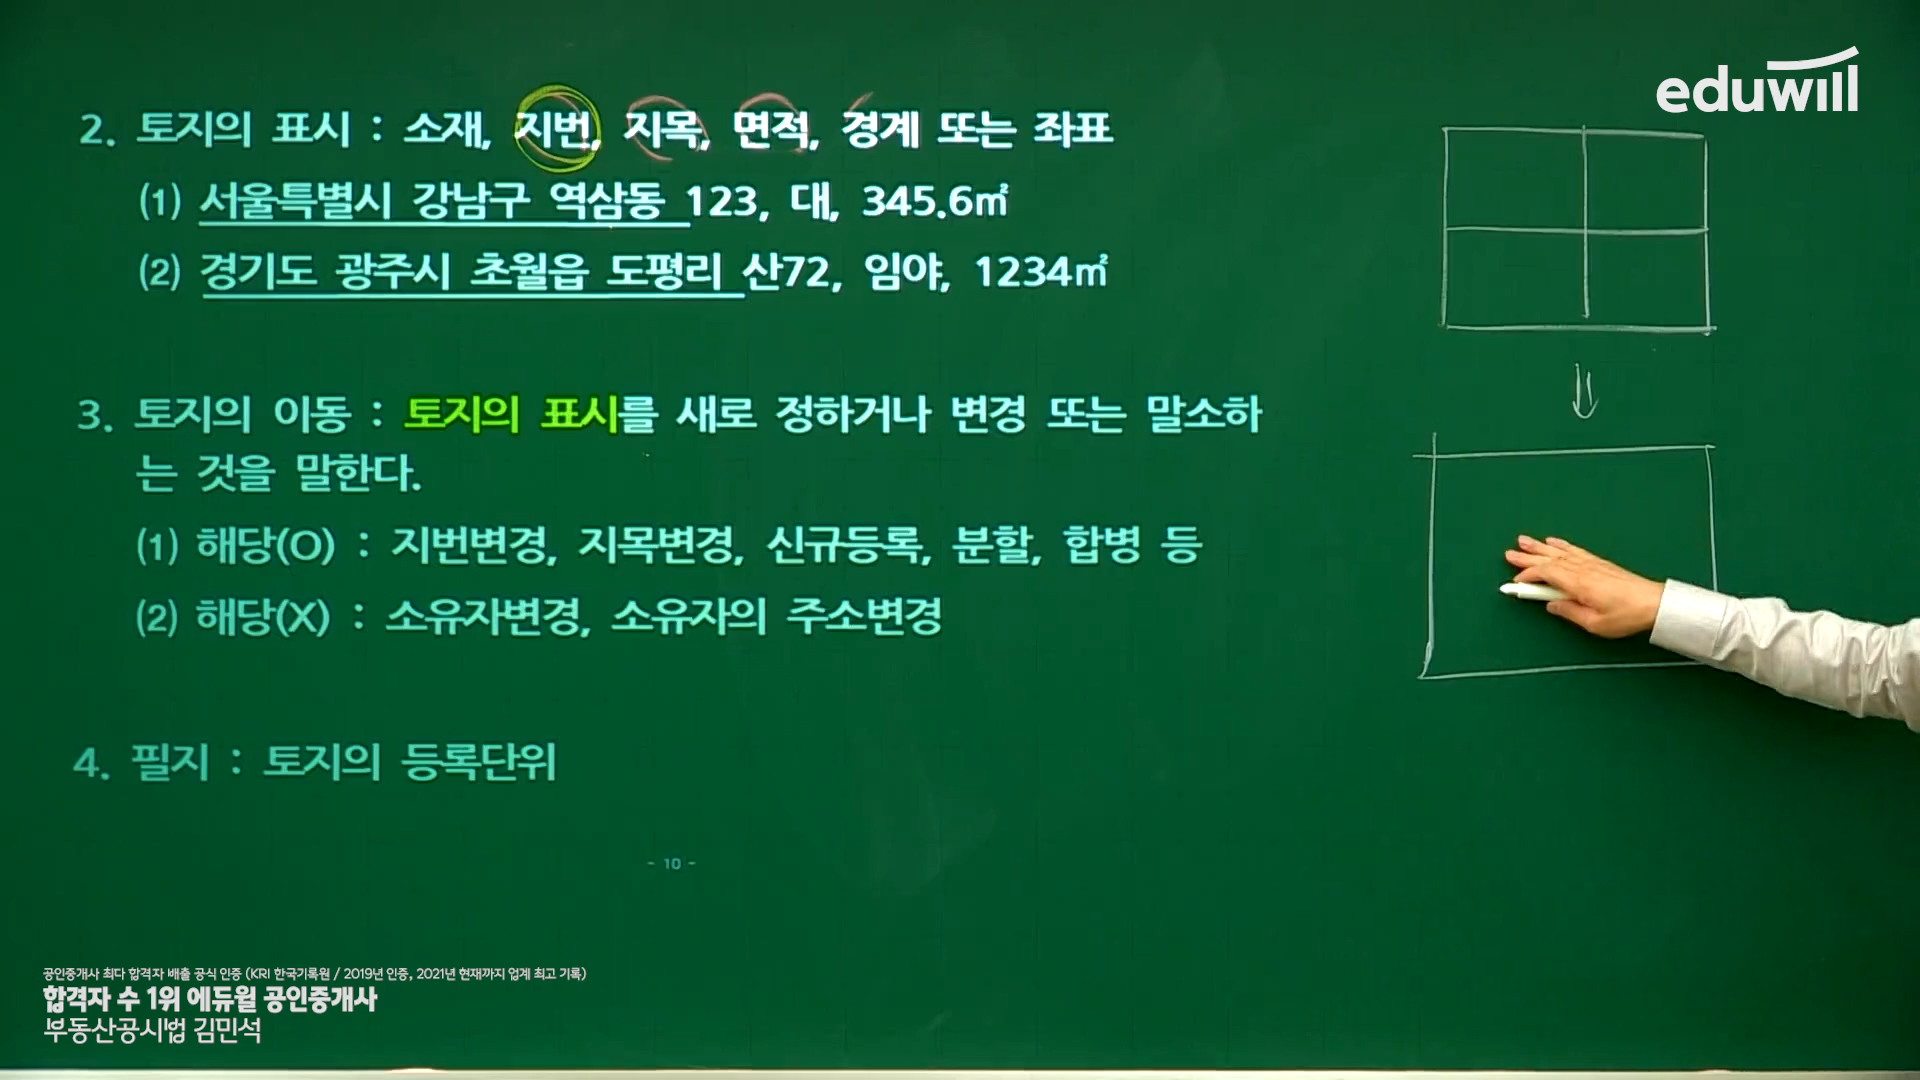 eduwill
2. 토지의 표시 : 소재, 지번, 지목, 면적, 경계 또는 좌표
(1) 서울특별시 강남구 역삼동 123, 대, 345.6㎡
(2) 경기도 광주시 초월읍 도평리 산72, 임야, 1234㎡
3. 토지의 이동 : 토지의 표시를 새로 정하거나 변경 또는 말소하
는 것을 말한다.
(1) 해당(O) : 지번변경, 지목변경, 신규등록, 분할, 합병 등
(2) 해당(X) : 소유자변경, 소유자의 주소변경
4. 필지 : 토지의 등록단위
- 10 -
공인중개사 최다 합격자 배출 공식 인증 (KRI 한국기록원 / 2019년 인증, 2021년 현재까지 업계 최고 기록)
합격자 수 1위 에듀윌 공인중개사
부동산공시법 김민석